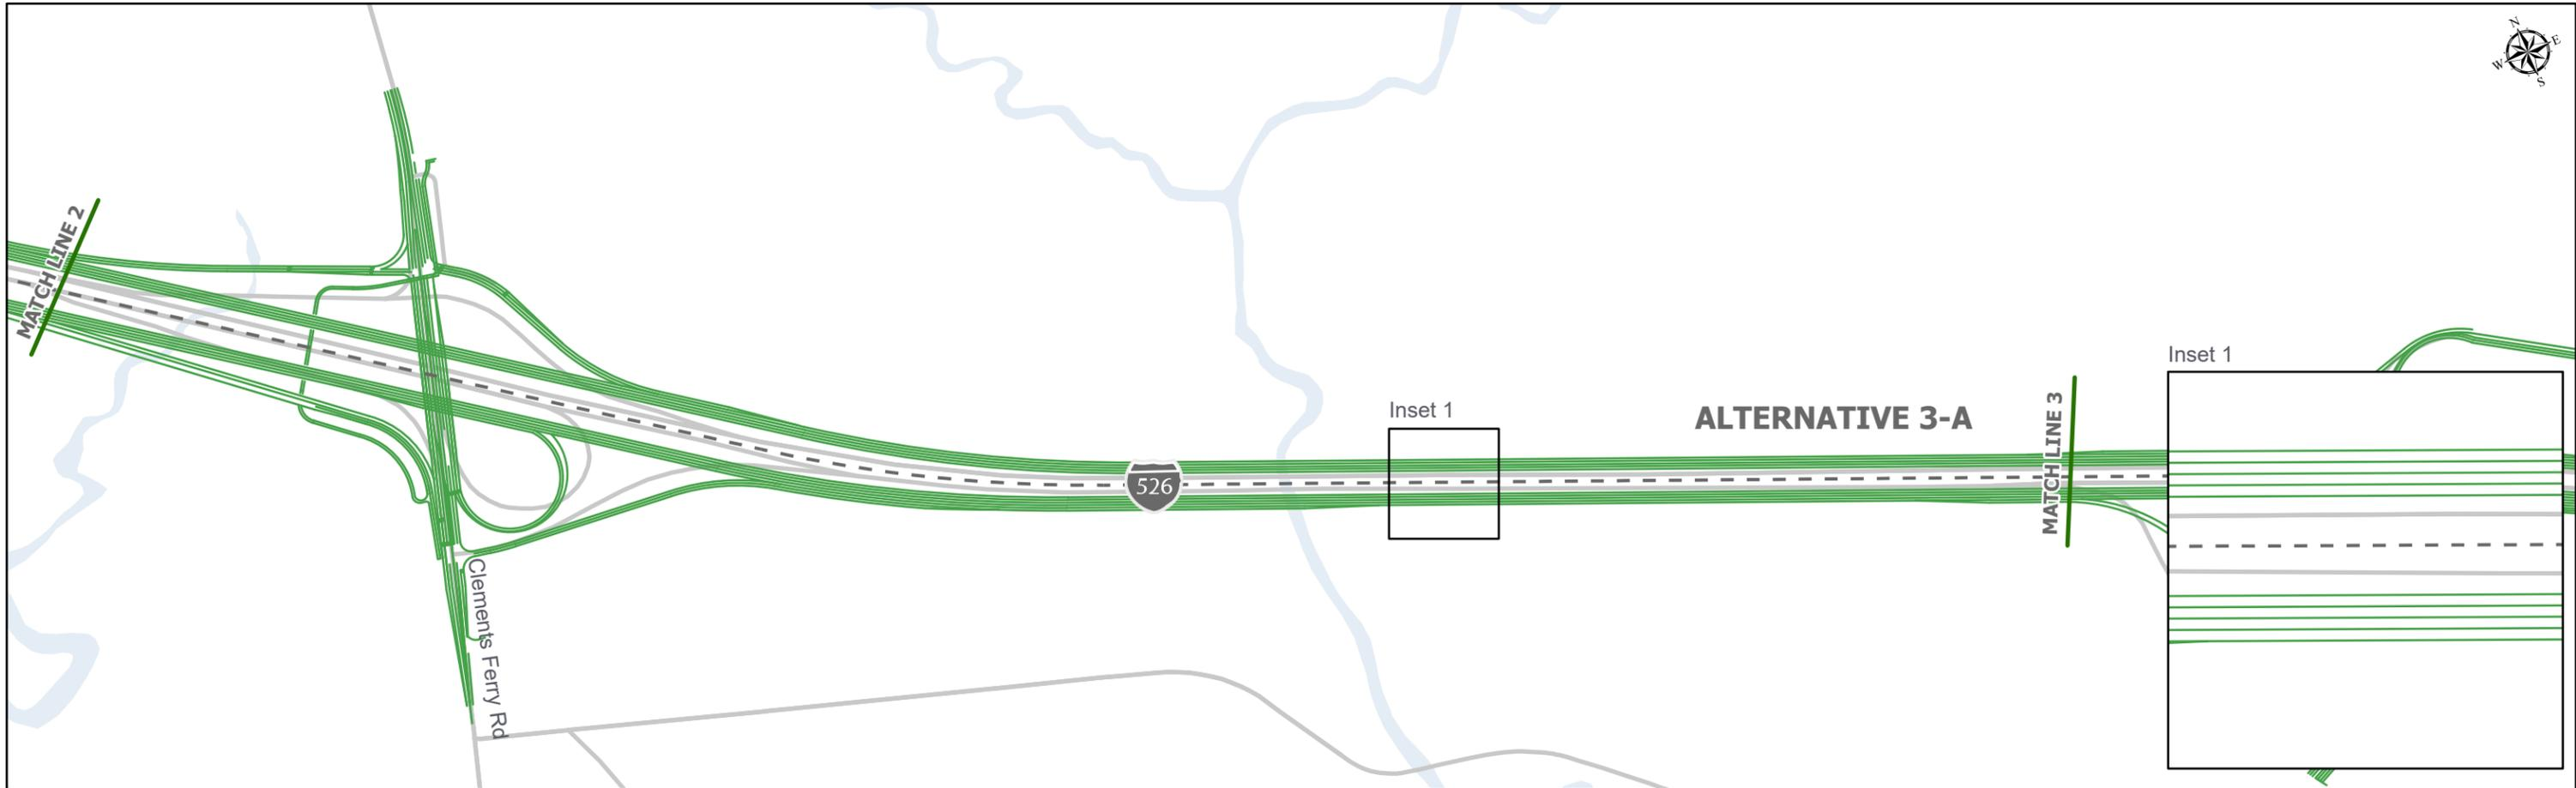 N
E
W
S
MATCH LINE 2
Inset 1
Inset 1
ALTERNATIVE 3-A
MATCH LINE 3
526
Clements Ferry Rd